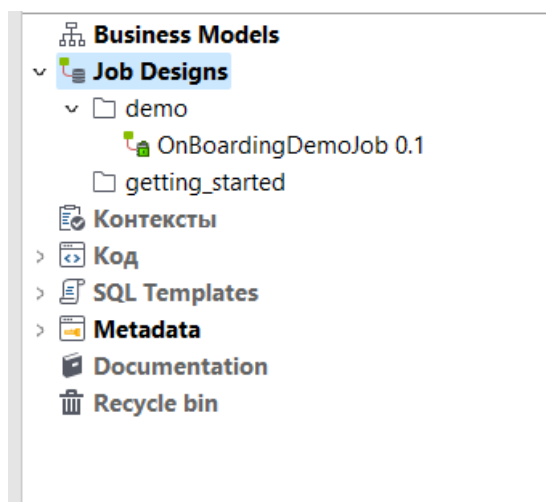 Business Models
Job Designs
demo
OnBoardingDemoJob 0.1
getting_started
Контексты
Код
SQL Templates
Metadata
Documentation
Recycle bin